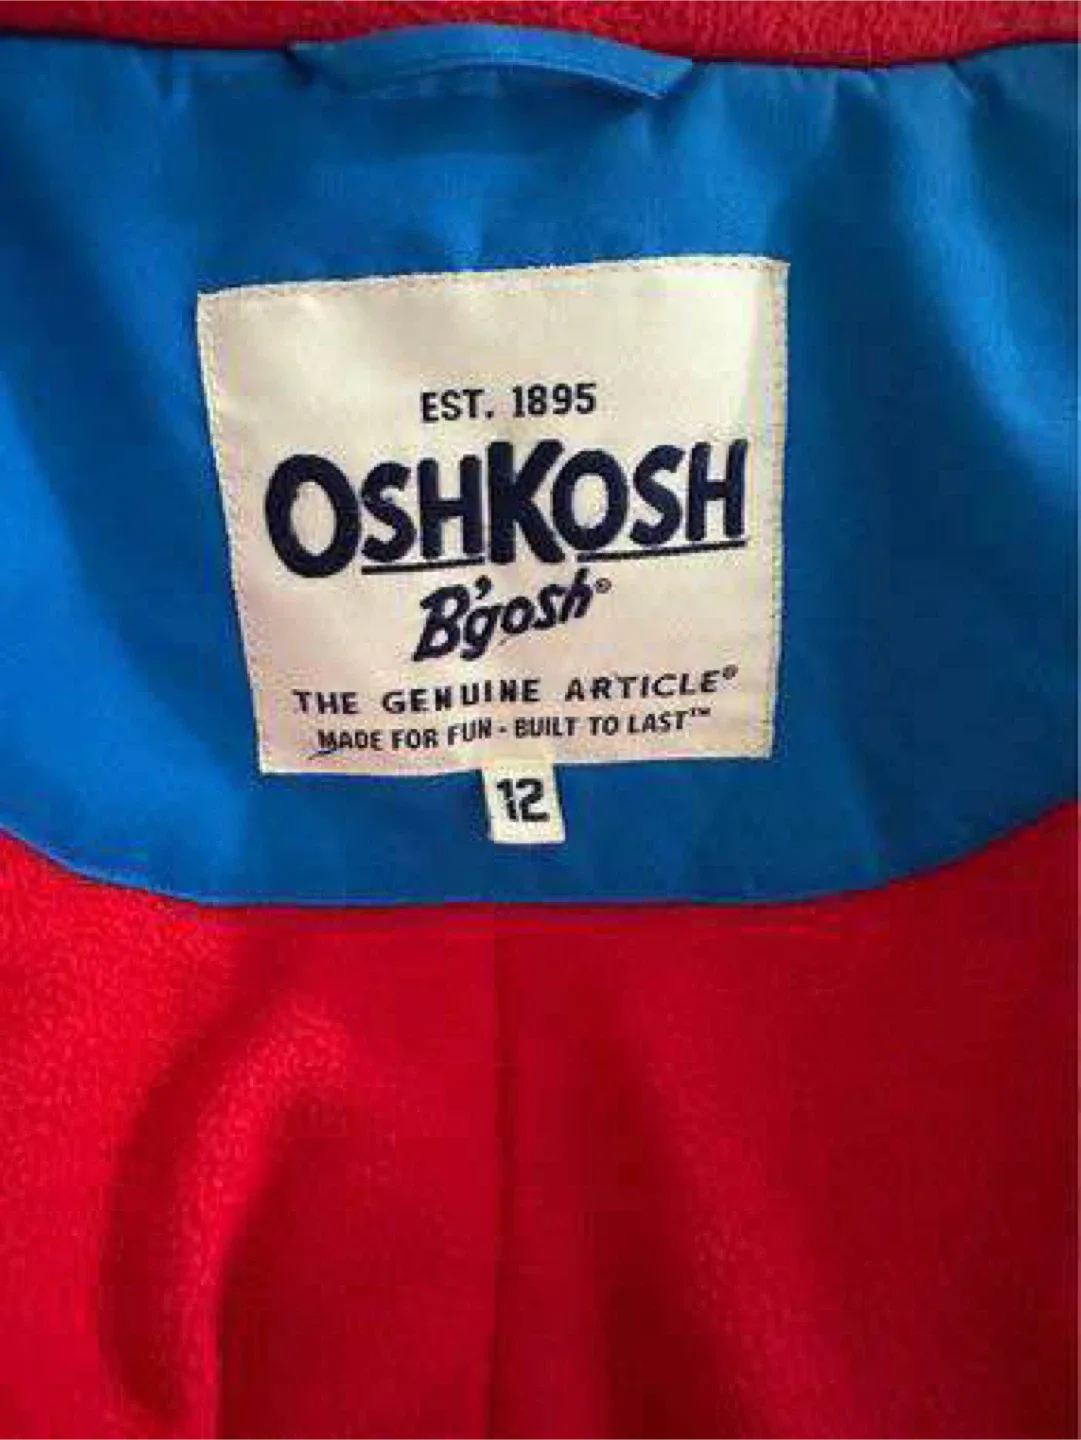 EST. 1895
OSHKOSH
B'gosh®
THE GENUINE ARTICLE®
MADE FOR FUN - BUILT TO LAST™
12